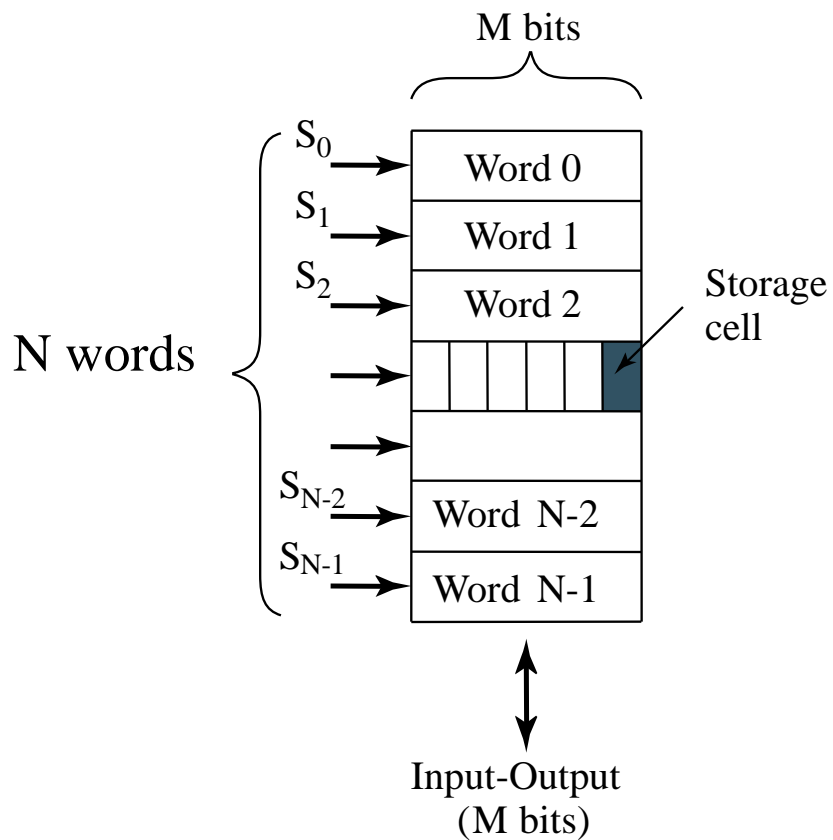 M bits
S0
Word 0
S1
Word 1
S2
Word 2
Storage
cell
N words
SN-2
Word N-2
SN-1
Word N-1
Input-Output
(M bits)